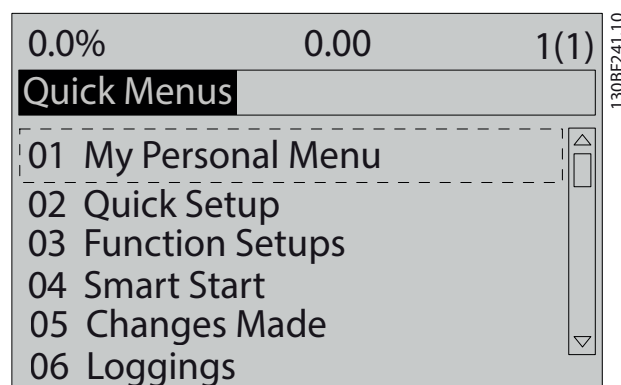 0.0% 0.00 1(1)
Quick Menus
01 My Personal Menu
02 Quick Setup
03 Function Setups
04 Smart Start
05 Changes Made
06 Loggings
130BF241.10